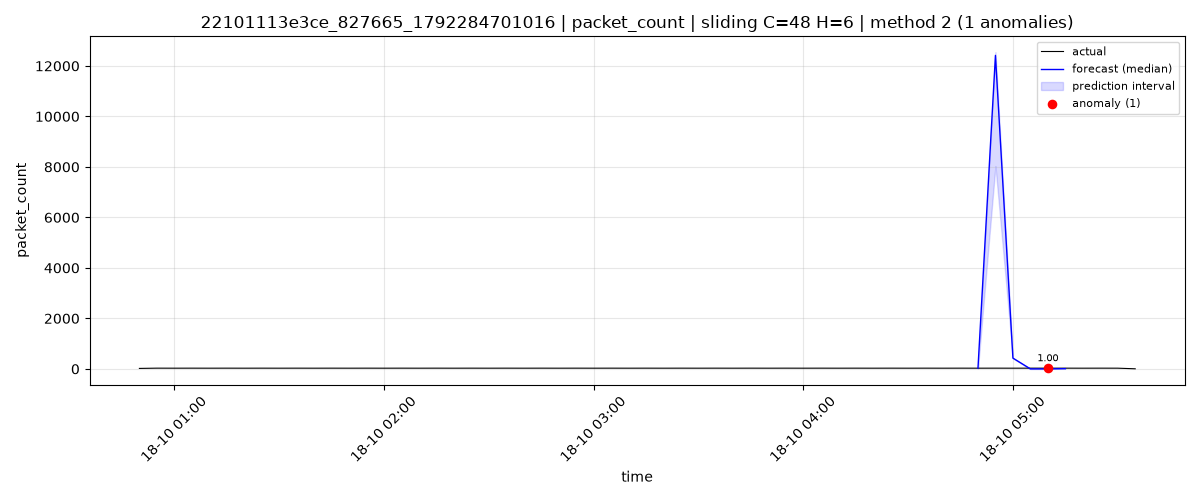 22101113e3ce_827665_1792284701016 | packet_count | sliding C=48 H=6 | method 2 (1 anomalies)
actual
forecast (median)
prediction interval
anomaly (1)
12000
10000
8000
6000
4000
2000
0
packet_count
1.00
18-10 01:00
18-10 02:00
18-10 03:00
18-10 04:00
18-10 05:00
time